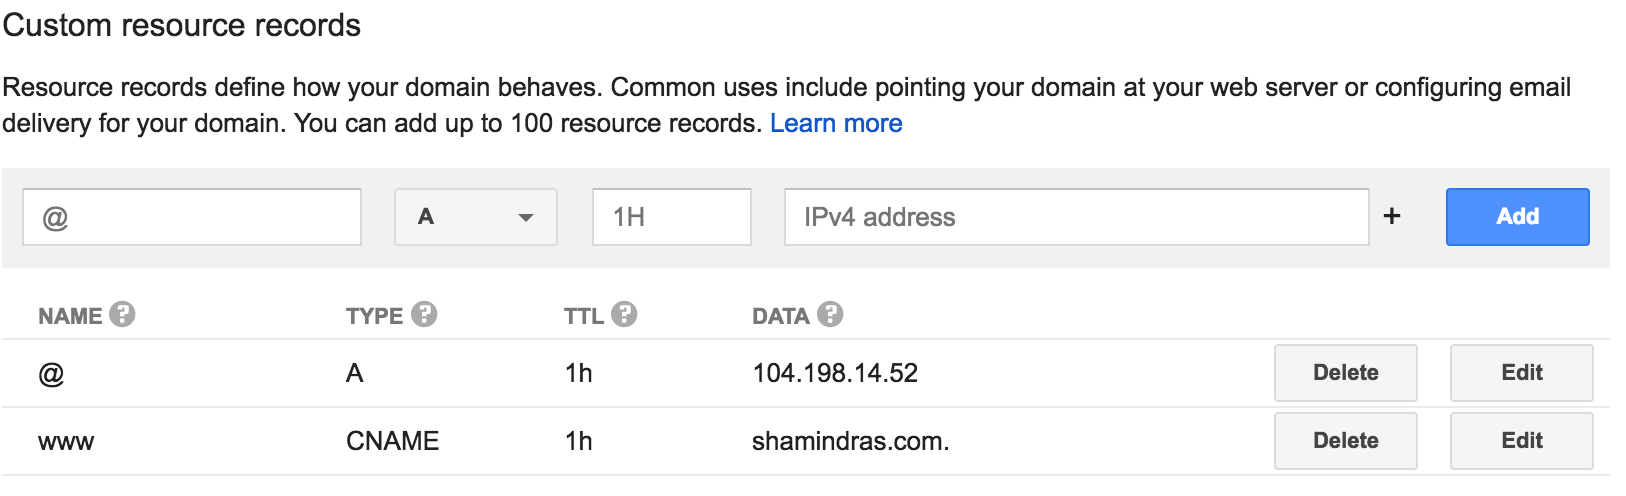 Custom resource records
Resource records define how your domain behaves. Common uses include pointing your domain at your web server or configuring email
delivery for your domain. You can add up to 100 resource records. Learn more
@ A 1H IPv4 address + Add
NAME ? TYPE ? TTL ? DATA ?
@ A 1h 104.198.14.52 Delete Edit
www CNAME 1h shamindras.com. Delete Edit